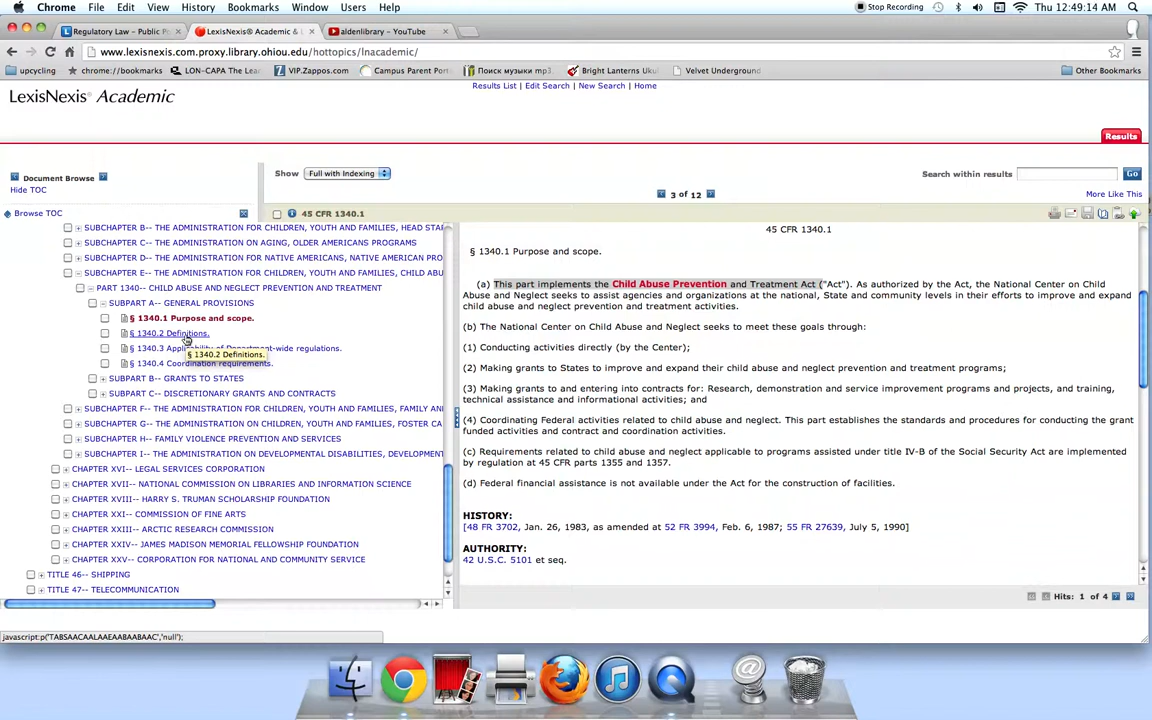 Chrome File Edit View History Bookmarks Window Users Help Stop Recording Thu 12:49:14 AM
Regulatory Law – Public Po LexisNexis® Academic & L aldenlibrary – YouTube
www.lexisnexis.com.proxy.library.ohiou.edu/hottopics/lnacademic/
upcycling chrome://bookmarks LON-CAPA The Lea VIP.Zappos.com Campus Parent Port Поиск музыки mp3 Bright Lanterns Uku Velvet Underground Other Bookmarks
Results List | Edit Search | New Search | Home
LexisNexis® Academic
Results
Document Browse
Hide TOC
Show Full with Indexing
Search within results Go
3 of 12
More Like This
Browse TOC
45 CFR 1340.1
SUBCHAPTER B-- THE ADMINISTRATION FOR CHILDREN, YOUTH AND FAMILIES, HEAD STAR
SUBCHAPTER C-- THE ADMINISTRATION ON AGING, OLDER AMERICANS PROGRAMS
SUBCHAPTER D-- THE ADMINISTRATION FOR NATIVE AMERICANS, NATIVE AMERICAN PRO
SUBCHAPTER E-- THE ADMINISTRATION FOR CHILDREN, YOUTH AND FAMILIES, CHILD ABU
PART 1340-- CHILD ABUSE AND NEGLECT PREVENTION AND TREATMENT
SUBPART A-- GENERAL PROVISIONS
§ 1340.1 Purpose and scope.
§ 1340.2 Definitions.
§ 1340.3 Applicability of Department-wide regulations.
§ 1340.2 Definitions.
§ 1340.4 Coordination requirements.
SUBPART B-- GRANTS TO STATES
SUBPART C-- DISCRETIONARY GRANTS AND CONTRACTS
SUBCHAPTER F-- THE ADMINISTRATION FOR CHILDREN, YOUTH AND FAMILIES, FAMILY AN
SUBCHAPTER G-- THE ADMINISTRATION ON CHILDREN, YOUTH AND FAMILIES, FOSTER CA
SUBCHAPTER H-- FAMILY VIOLENCE PREVENTION AND SERVICES
SUBCHAPTER I-- THE ADMINISTRATION ON DEVELOPMENTAL DISABILITIES, DEVELOPMENT
CHAPTER XVI-- LEGAL SERVICES CORPORATION
CHAPTER XVII-- NATIONAL COMMISSION ON LIBRARIES AND INFORMATION SCIENCE
CHAPTER XVIII-- HARRY S. TRUMAN SCHOLARSHIP FOUNDATION
CHAPTER XXI-- COMMISSION OF FINE ARTS
CHAPTER XXIII-- ARCTIC RESEARCH COMMISSION
CHAPTER XXIV-- JAMES MADISON MEMORIAL FELLOWSHIP FOUNDATION
CHAPTER XXV-- CORPORATION FOR NATIONAL AND COMMUNITY SERVICE
TITLE 46-- SHIPPING
TITLE 47-- TELECOMMUNICATION
45 CFR 1340.1
§ 1340.1 Purpose and scope.
(a) This part implements the Child Abuse Prevention and Treatment Act ("Act"). As authorized by the Act, the National Center on Child
Abuse and Neglect seeks to assist agencies and organizations at the national, State and community levels in their efforts to improve and expand
child abuse and neglect prevention and treatment activities.
(b) The National Center on Child Abuse and Neglect seeks to meet these goals through:
(1) Conducting activities directly (by the Center);
(2) Making grants to States to improve and expand their child abuse and neglect prevention and treatment programs;
(3) Making grants to and entering into contracts for: Research, demonstration and service improvement programs and projects, and training,
technical assistance and informational activities; and
(4) Coordinating Federal activities related to child abuse and neglect. This part establishes the standards and procedures for conducting the grant
funded activities and contract and coordination activities.
(c) Requirements related to child abuse and neglect applicable to programs assisted under title IV-B of the Social Security Act are implemented
by regulation at 45 CFR parts 1355 and 1357.
(d) Federal financial assistance is not available under the Act for the construction of facilities.
HISTORY:
[48 FR 3702, Jan. 26, 1983, as amended at 52 FR 3994, Feb. 6, 1987; 55 FR 27639, July 5, 1990]
AUTHORITY:
42 U.S.C. 5101 et seq.
Hits: 1 of 4
javascript:p('TABSAACAALAAEAABAABAAC','null');